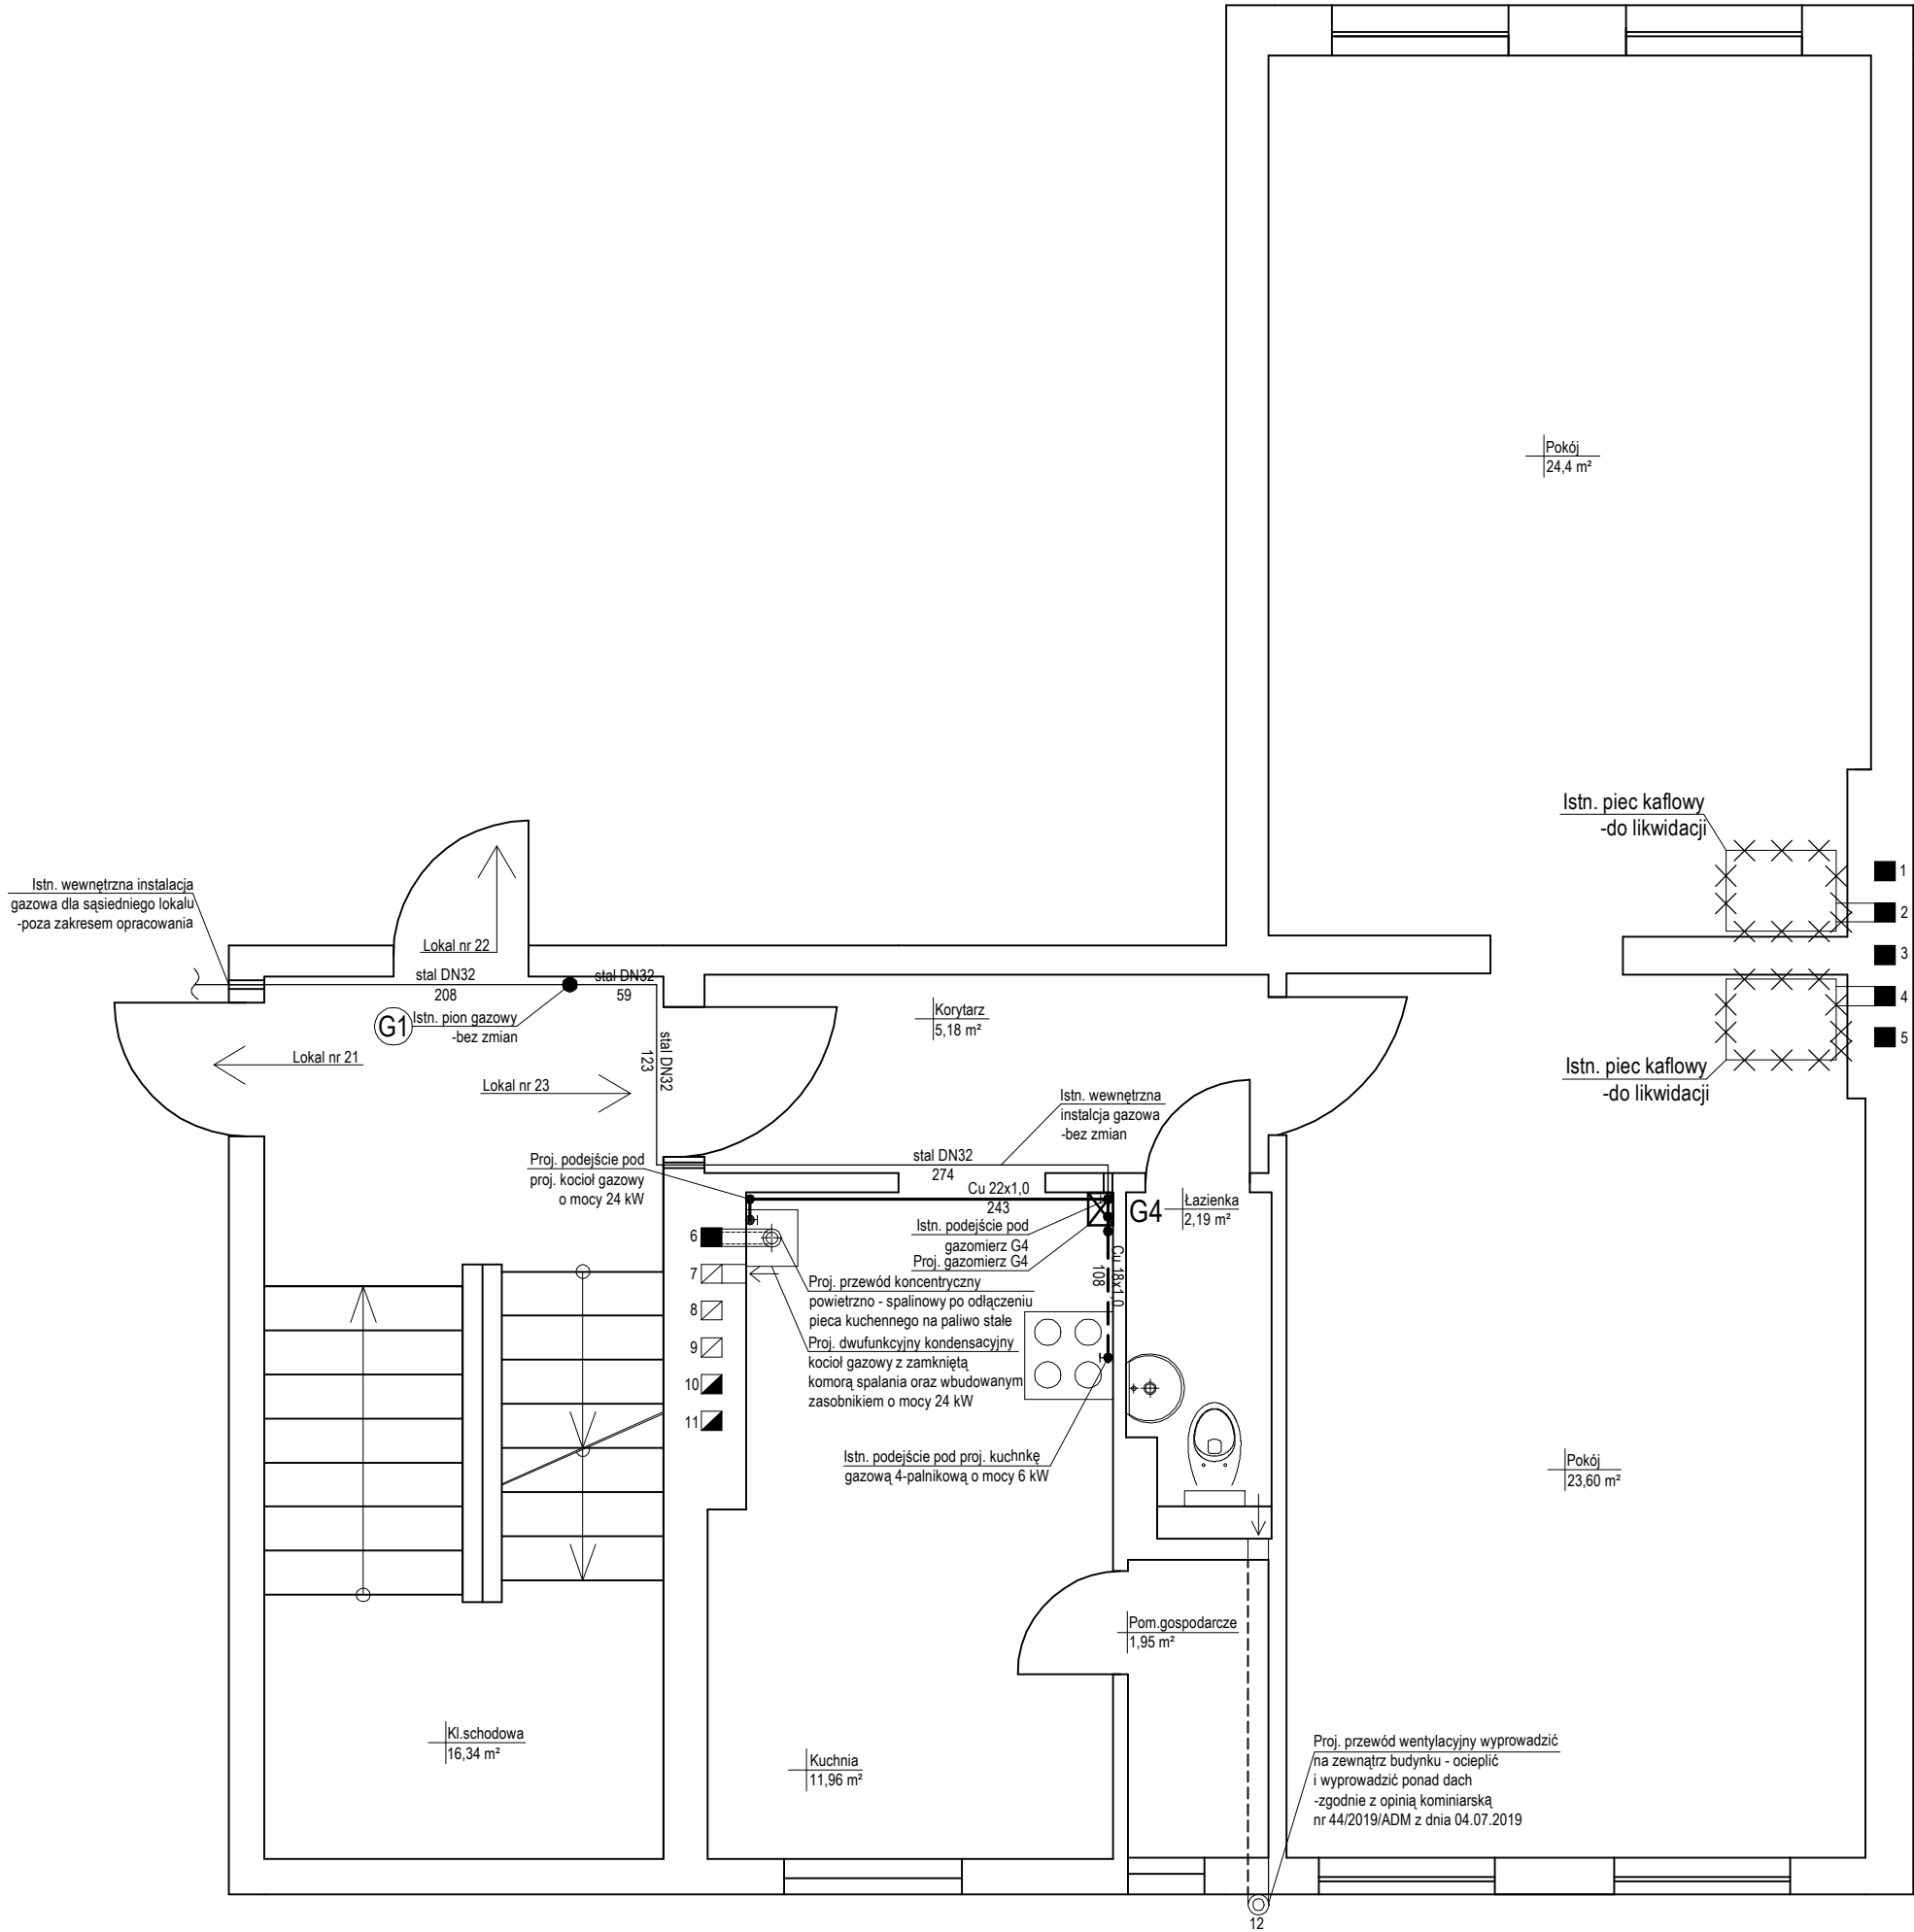 Pokój
24,4 m²
Istn. piec kaflowy
-do likwidacji
1
2
3
4
5
Istn. piec kaflowy
-do likwidacji
Istn. wewnętrzna instalacja
gazowa dla sąsiedniego lokalu
-poza zakresem opracowania
Lokal nr 22
stal DN32
208
stal DN32
59
G1
Istn. pion gazowy
-bez zmian
stal DN32
123
Lokal nr 21
Lokal nr 23
Korytarz
5,18 m²
Istn. wewnętrzna
instalcja gazowa
-bez zmian
Proj. podejście pod
proj. kocioł gazowy
o mocy 24 kW
stal DN32
274
Cu 22x1,0
243
G4
Łazienka
2,19 m²
Istn. podejście pod
gazomierz G4
Proj. gazomierz G4
Cu 18x1,0
108
6
7
8
9
10
11
Proj. przewód koncentryczny
powietrzno - spalinowy po odłączeniu
pieca kuchennego na paliwo stałe
Proj. dwufunkcyjny kondensacyjny
kocioł gazowy z zamkniętą
komorą spalania oraz wbudowanym
zasobnikiem o mocy 24 kW
Istn. podejście pod proj. kuchnkę
gazową 4-palnikową o mocy 6 kW
Pokój
23,60 m²
Pom.gospodarcze
1,95 m²
Kl.schodowa
16,34 m²
Kuchnia
11,96 m²
Proj. przewód wentylacyjny wyprowadzić
na zewnątrz budynku - ocieplić
i wyprowadzić ponad dach
-zgodnie z opinią kominiarską
nr 44/2019/ADM z dnia 04.07.2019
12